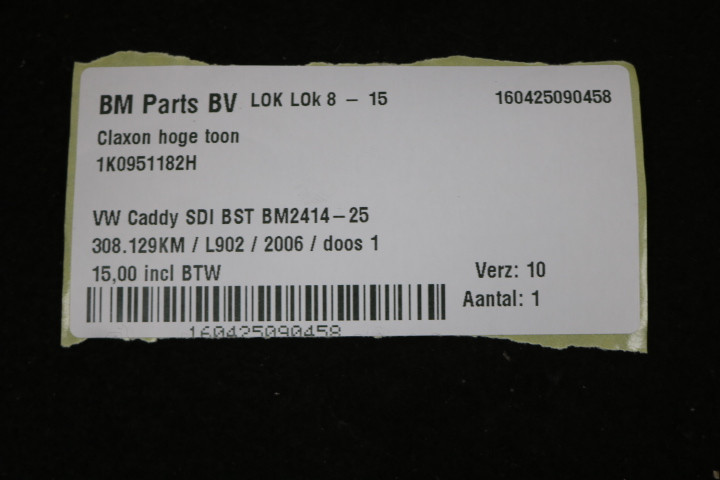 BM Parts BV LOK LOk 8 - 15 160425090458
Claxon hoge toon
1K0951182H
VW Caddy SDI BST BM2414-25
308.129KM / L902 / 2006 / doos 1
15,00 incl BTW Verz: 10
Aantal: 1
160425090458